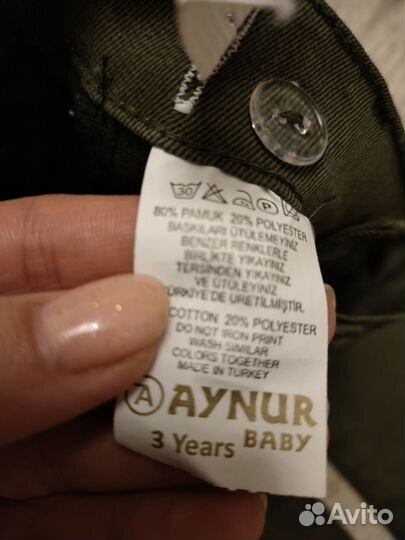 30 P
80% PAMUK 20% POLYESTER
BASKILARI ÜTÜLEMEYİNİZ
BENZER RENKLERLE
BİRLİKTE YIKAYINIZ
TERSİNDEN YIKAYINIZ
VE ÜTÜLEYİNİZ
TÜRKİYE DE ÜRETİLMİŞTİR.
COTTON 20% POLYESTER
DO NOT IRON PRINT
WASH SIMILAR
COLORS TOGETHER
MADE IN TURKEY
A AYNUR
BABY
3 Years
Avito